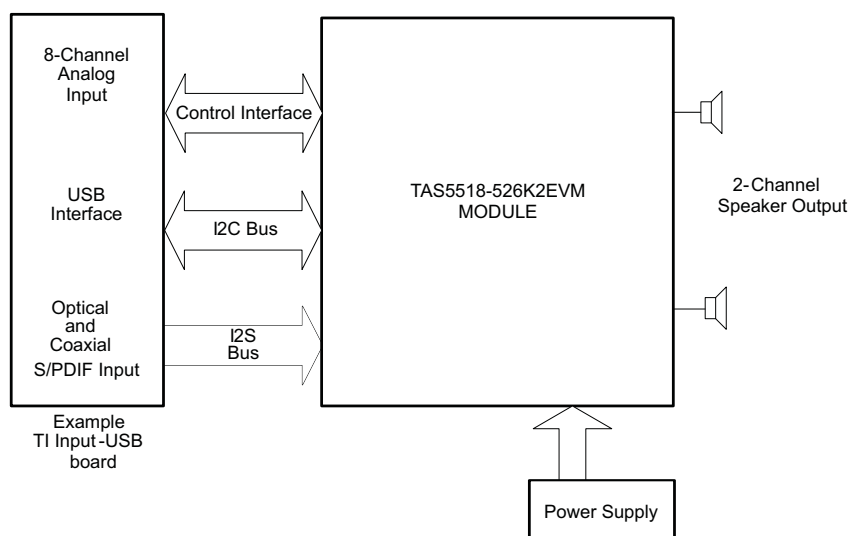 8-Channel
Analog
Input
Control Interface
USB
Interface
I2C Bus
Optical
and
Coaxial
S/PDIF Input
I2S
Bus
Example
TI Input-USB
board
TAS5518-526K2EVM
MODULE
2-Channel
Speaker Output
Power Supply